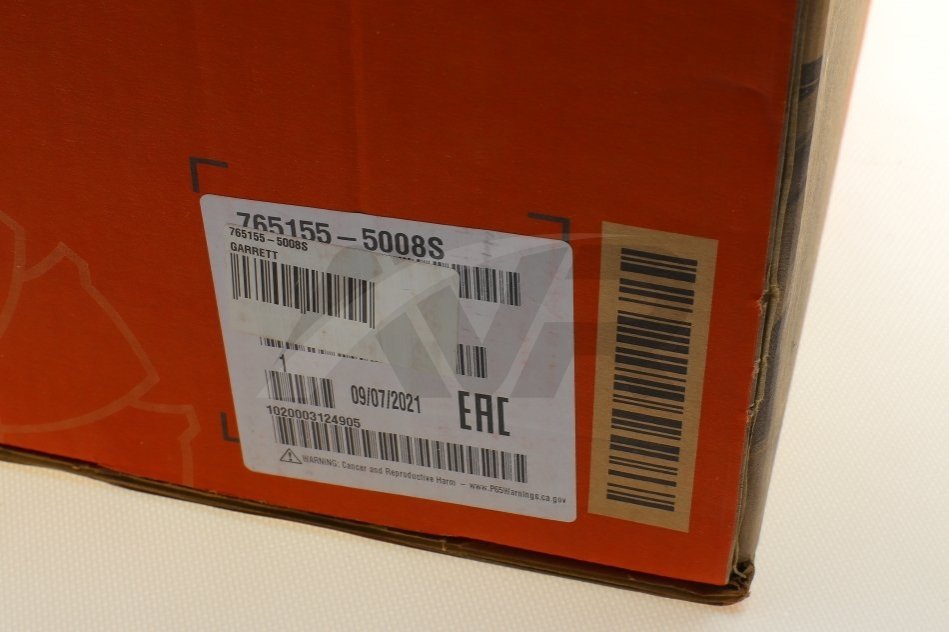 765155-5008S
765155-5008S
GARRETT
1
09/07/2021
EAC
1020003124905
WARNING: Cancer and Reproductive Harm - www.P65Warnings.ca.gov